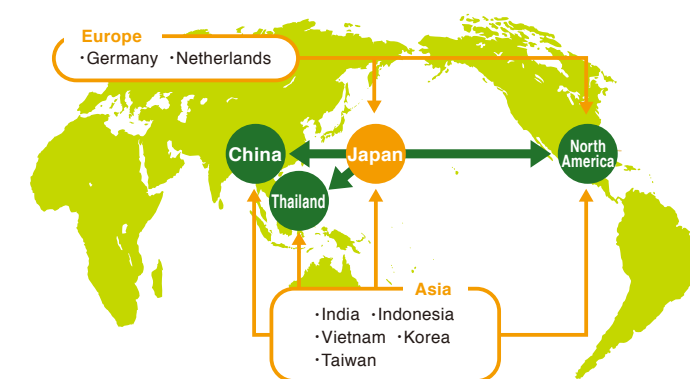 Europe
・Germany ・Netherlands
China
Japan
North
America
Thailand
Asia
・India ・Indonesia
・Vietnam ・Korea
・Taiwan